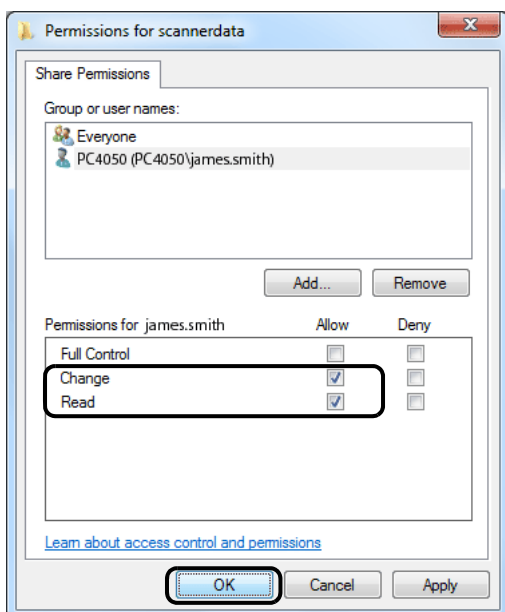 Permissions for scannerdata
Share Permissions
Group or user names:
Everyone
PC4050 (PC4050\james.smith)
Add... Remove
Permissions for james.smith Allow Deny
Full Control
Change
Read
Learn about access control and permissions
OK Cancel Apply